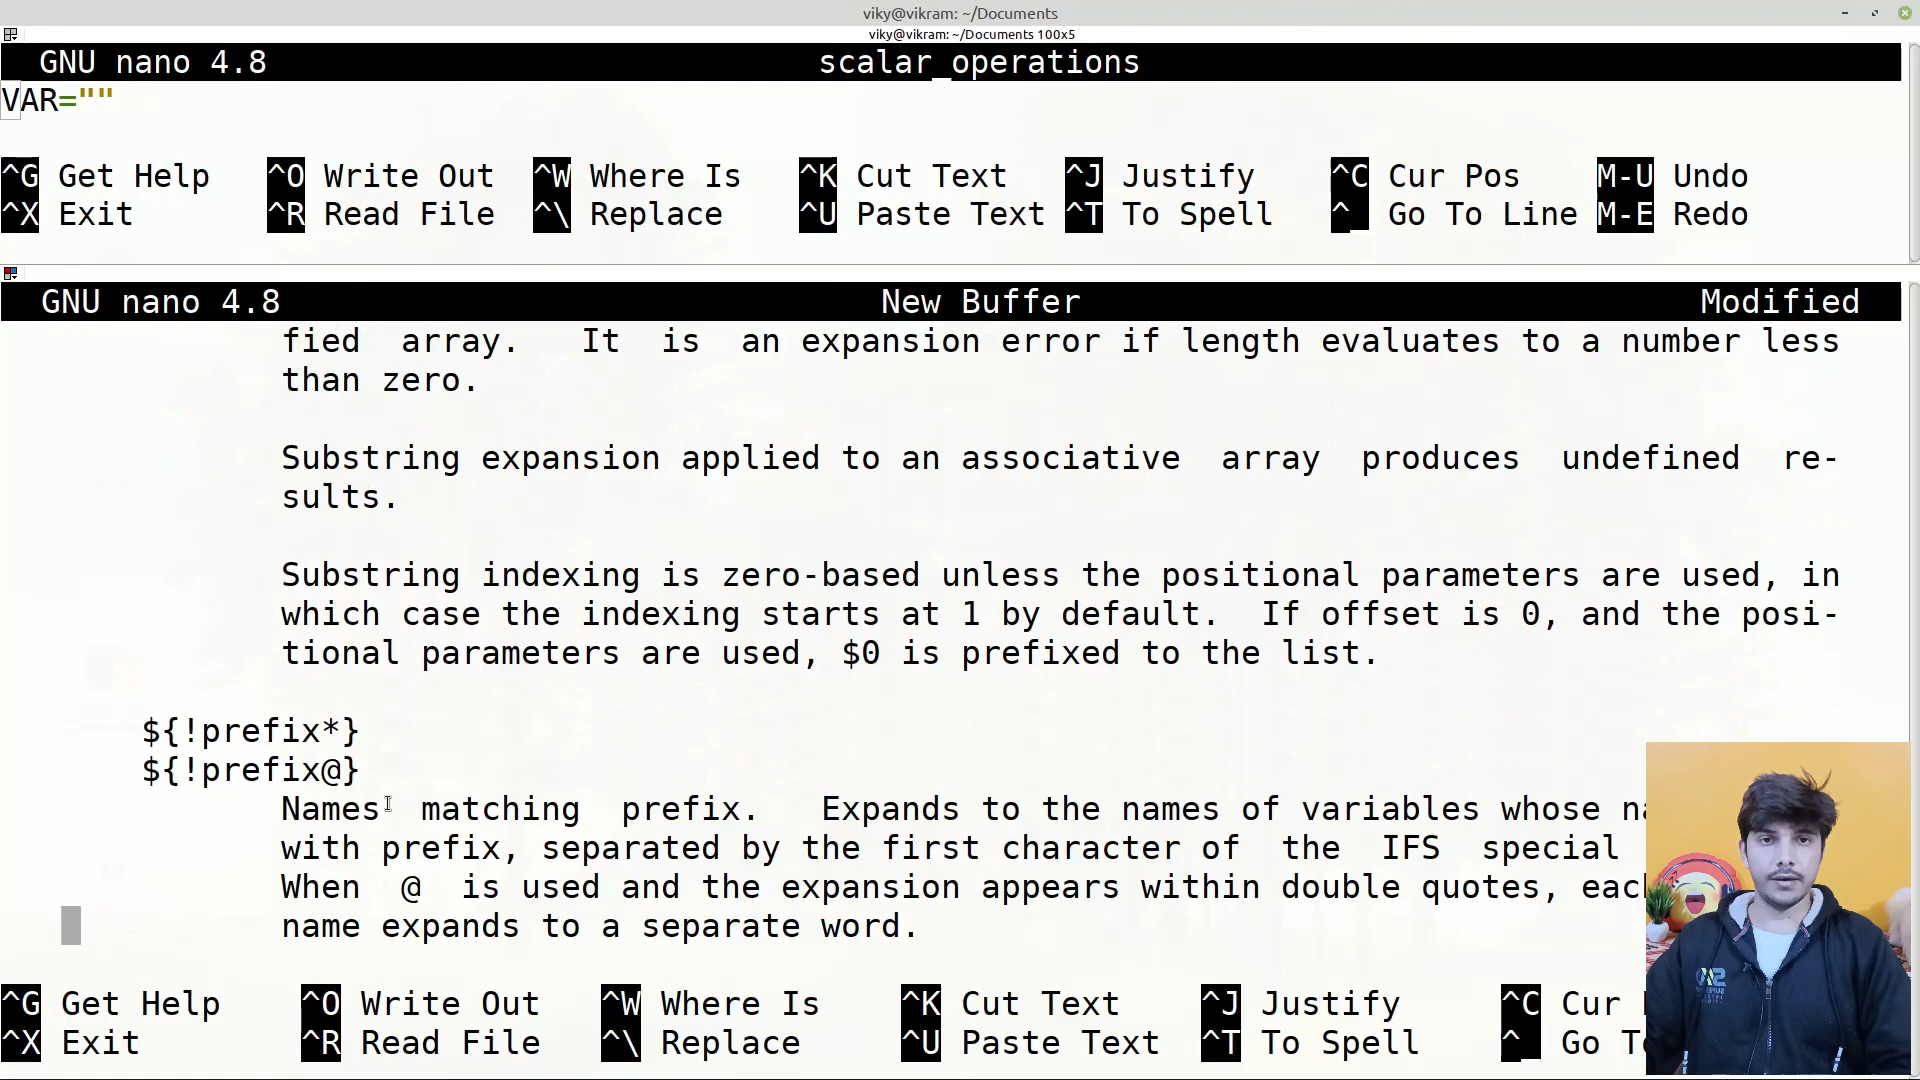 viky@vikram: ~/Documents
viky@vikram: ~/Documents 100x5
GNU nano 4.8 scalar_operations
VAR=""
^G Get Help ^O Write Out ^W Where Is ^K Cut Text ^J Justify ^C Cur Pos M-U Undo
^X Exit ^R Read File ^\ Replace ^U Paste Text ^T To Spell ^_ Go To Line M-E Redo
GNU nano 4.8 New Buffer Modified
fied array. It is an expansion error if length evaluates to a number less
than zero.
Substring expansion applied to an associative array produces undefined re-
sults.
Substring indexing is zero-based unless the positional parameters are used, in
which case the indexing starts at 1 by default. If offset is 0, and the posi-
tional parameters are used, $0 is prefixed to the list.
${!prefix*}
${!prefix@}
Names matching prefix. Expands to the names of variables whose
with prefix, separated by the first character of the IFS special
When @ is used and the expansion appears within double quotes,
name expands to a separate word.
^G Get Help ^O Write Out ^W Where Is ^K Cut Text ^J Justify ^C Cur
^X Exit ^R Read File ^\ Replace ^U Paste Text ^T To Spell ^_ Go